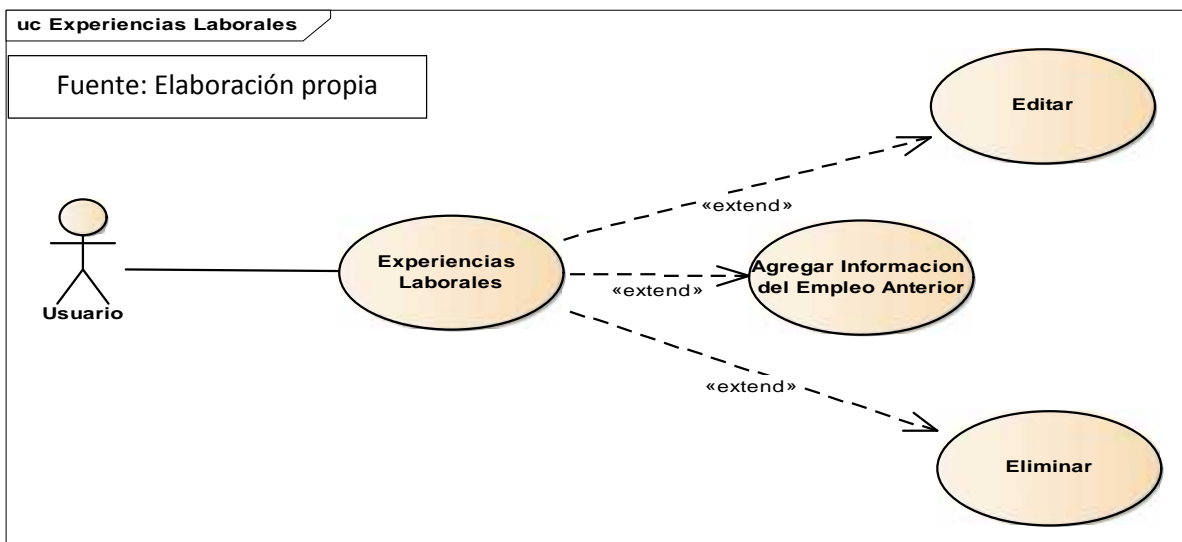 uc Experiencias Laborales
Fuente: Elaboración propia
Editar
«extend»
Experiencias
Laborales
«extend»
Agregar Informacion
del Empleo Anterior
Usuario
«extend»
Eliminar